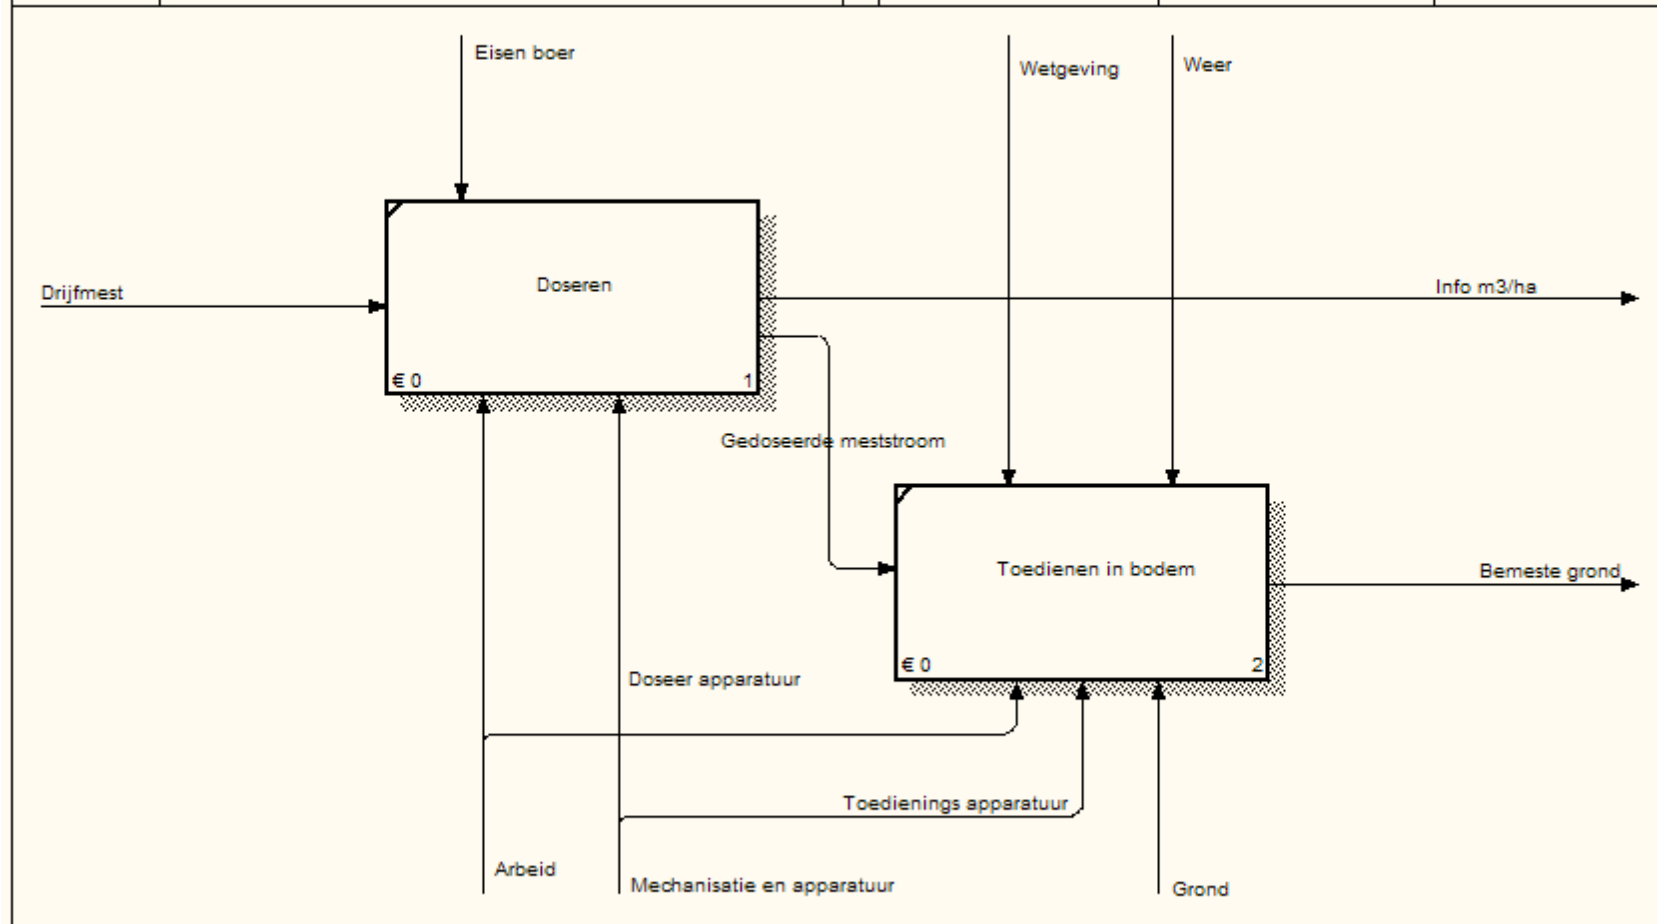 Eisen boer
Wetgeving
Weer
Drijfmest
Doseren
Info m3/ha
€ 0
1
Gedoseerde meststroom
Toedienen in bodem
Bemeste grond
€ 0
2
Doseer apparatuur
Toedienings apparatuur
Arbeid
Mechanisatie en apparatuur
Grond